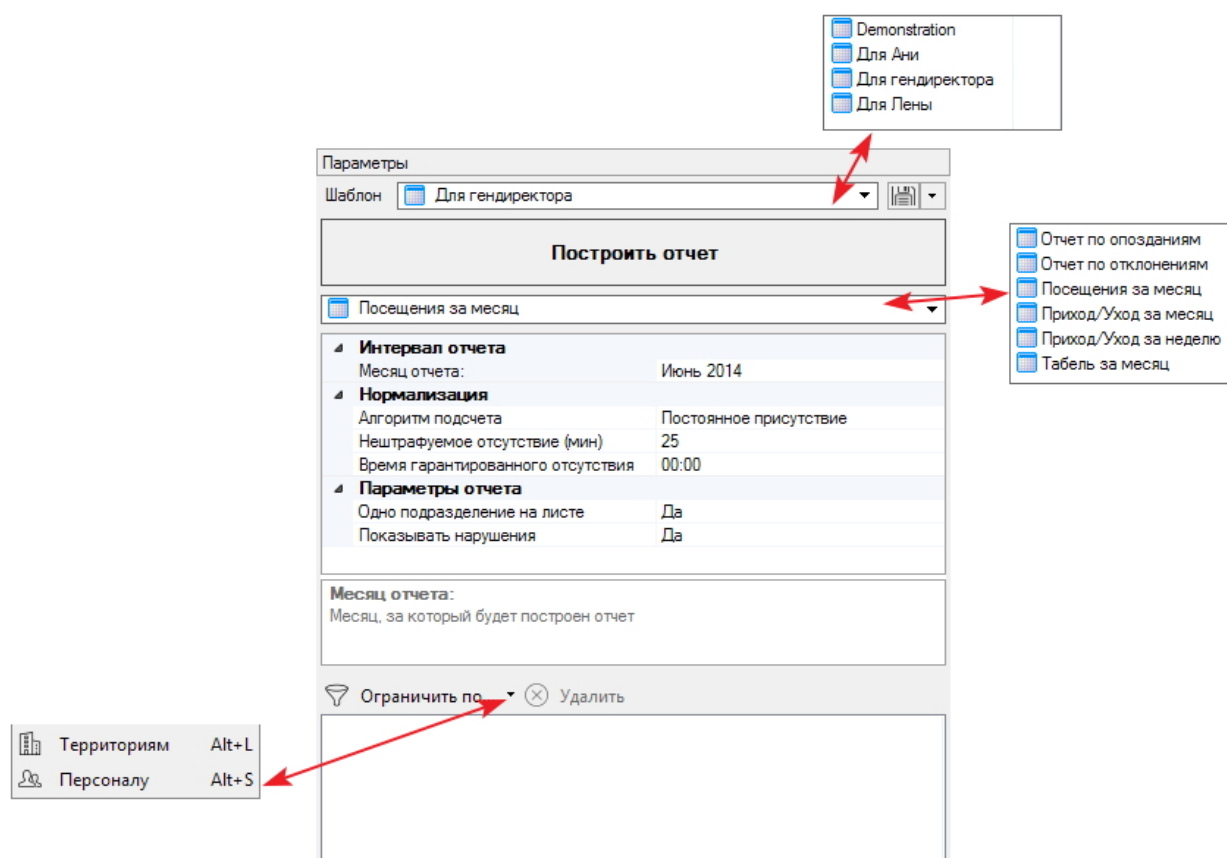 Demonstration
Для Ани
Для гендиректора
Для Лены
Параметры
Шаблон Для гендиректора
Построить отчет
Посещения за месяц
Отчет по опозданиям
Отчет по отклонениям
Посещения за месяц
Приход/Уход за месяц
Приход/Уход за неделю
Табель за месяц
Интервал отчета
Месяц отчета: Июнь 2014
Нормализация
Алгоритм подсчета Постоянное присутствие
Нештрафуемое отсутствие (мин) 25
Время гарантированного отсутствия 00:00
Параметры отчета
Одно подразделение на листе Да
Показывать нарушения Да
Месяц отчета:
Месяц, за который будет построен отчет
Ограничить по... Удалить
Территориям Alt+L
Персоналу Alt+S